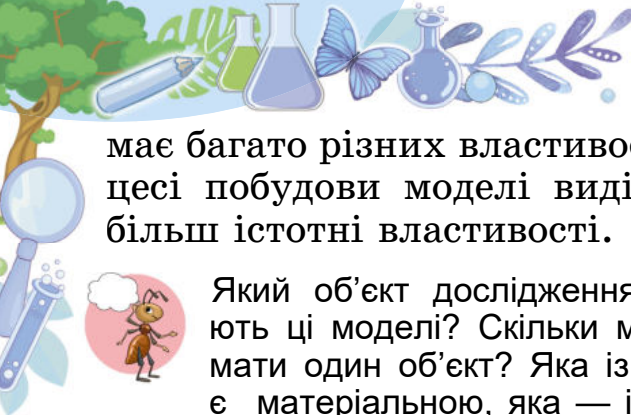 має багато різних властивос
цесі побудови моделі виді
більш істотні властивості.
Який об’єкт дослідження
ють ці моделі? Скільки м
мати один об’єкт? Яка із
є матеріальною, яка — і